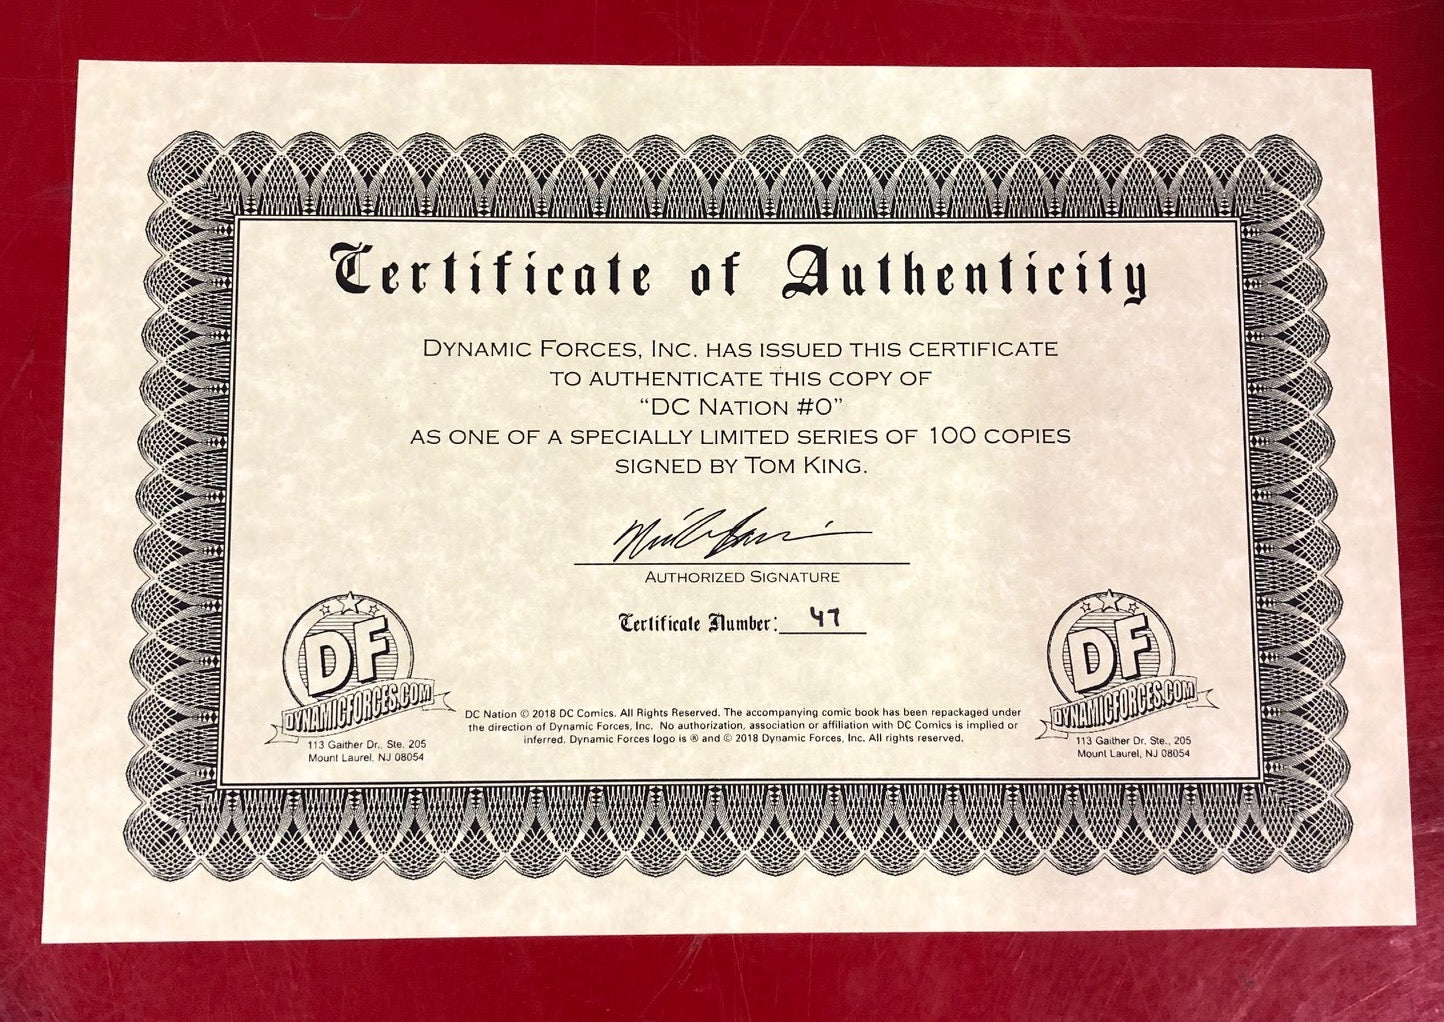 Certificate of Authenticity
DYNAMIC FORCES, INC. HAS ISSUED THIS CERTIFICATE
TO AUTHENTICATE THIS COPY OF
“DC NATION #0”
AS ONE OF A SPECIALLY LIMITED SERIES OF 100 COPIES
SIGNED BY TOM KING.
AUTHORIZED SIGNATURE
Certificate Number: 47
DF
DYNAMICFORCES.COM
113 Gaither Dr., Ste. 205
Mount Laurel, NJ 08054
DC Nation © 2018 DC Comics. All Rights Reserved. The accompanying comic book has been repackaged under
the direction of Dynamic Forces, Inc. No authorization, association or affiliation with DC Comics is implied or
inferred. Dynamic Forces logo is ® and © 2018 Dynamic Forces, Inc. All rights reserved.
DF
DYNAMICFORCES.COM
113 Gaither Dr. Ste., 205
Mount Laurel, NJ 08054